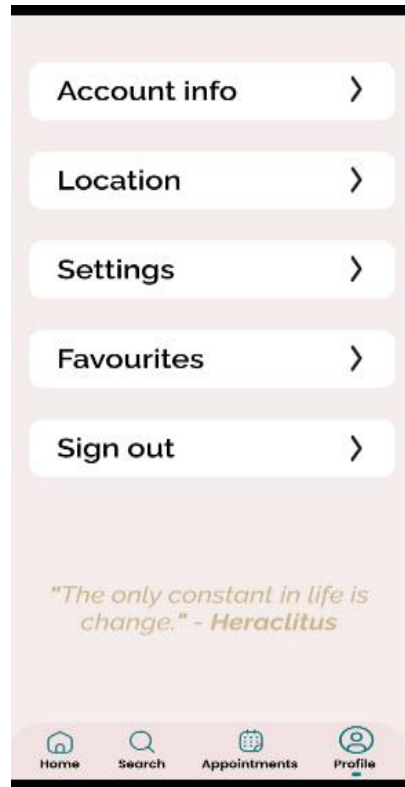 Account info
Location
Settings
Favourites
Sign out
"The only constant in life is
change." - Heraclitus
Home Search Appointments Profile